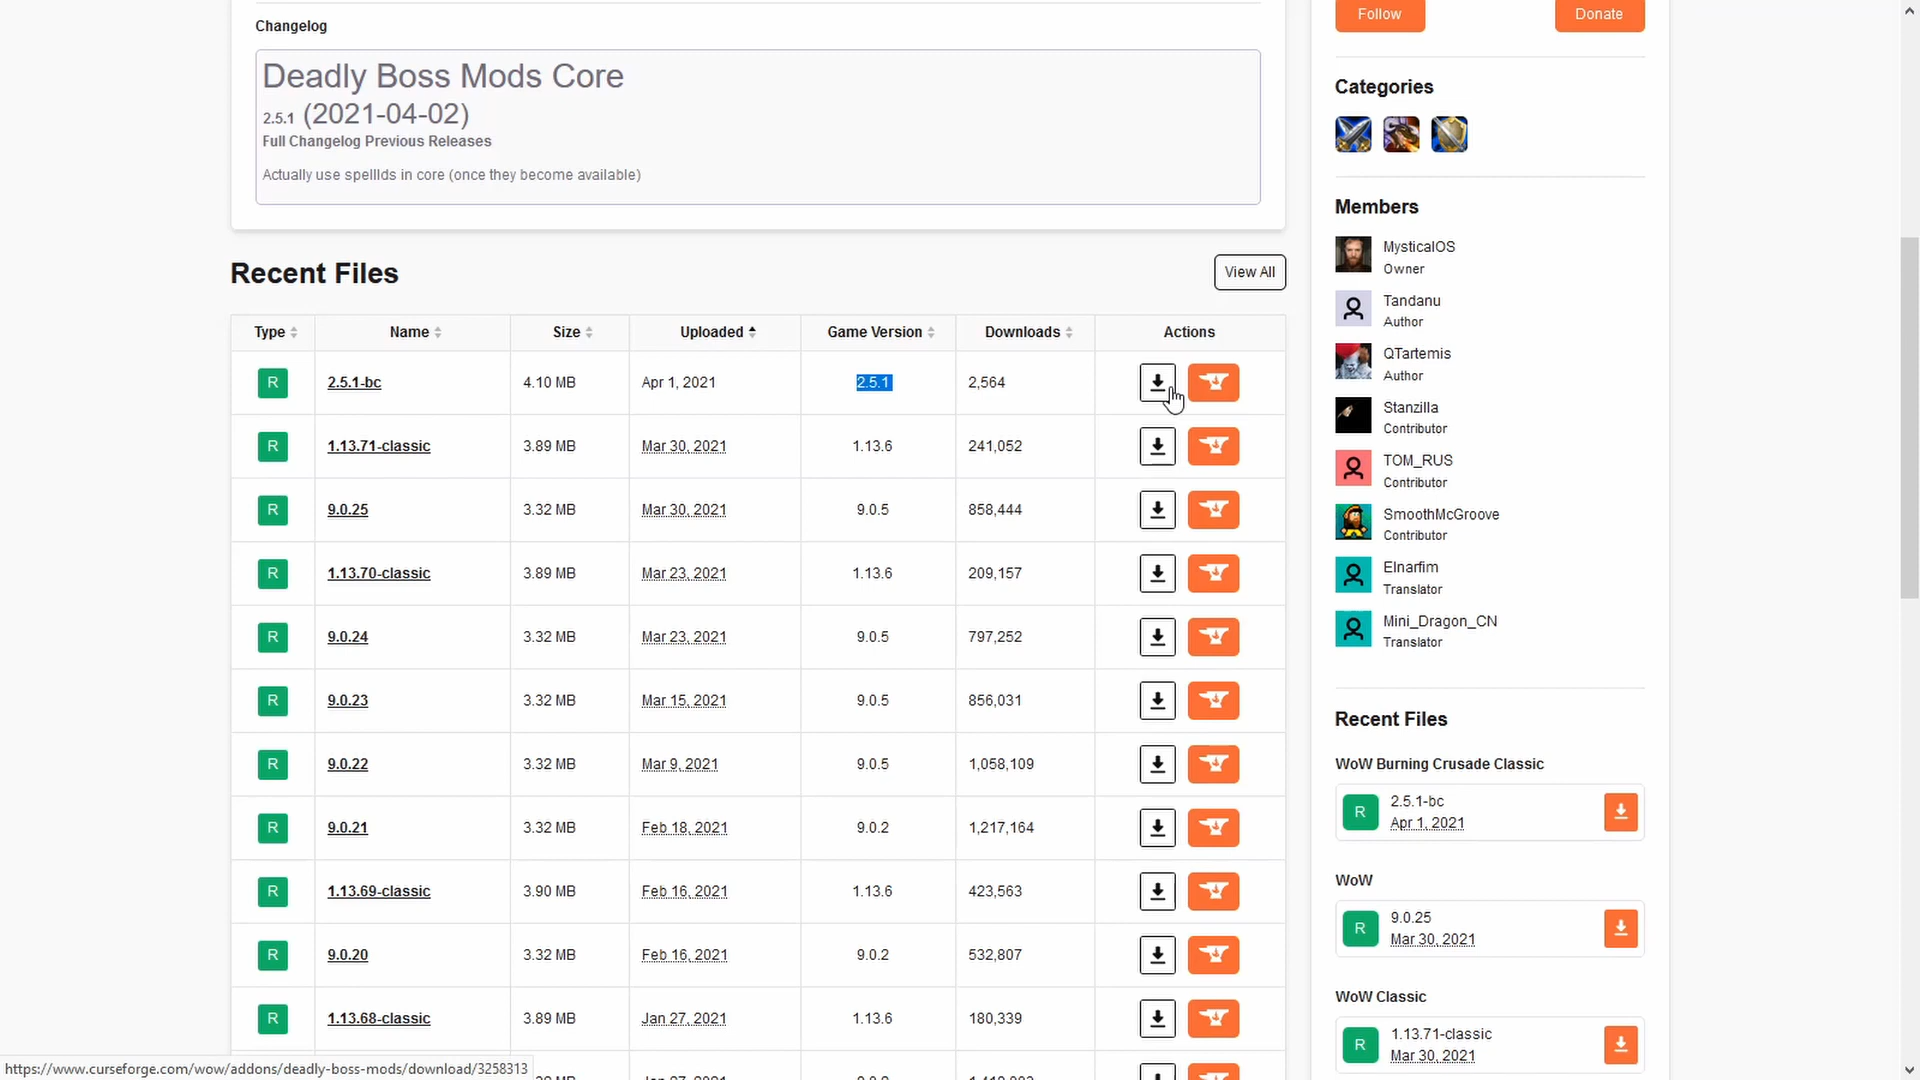 Follow
Donate
Changelog
Deadly Boss Mods Core
2.5.1 (2021-04-02)
Full Changelog Previous Releases
Actually use spellIds in core (once they become available)
Recent Files
View All
Type Name Size Uploaded Game Version Downloads Actions
R 2.5.1-bc 4.10 MB Apr 1, 2021 2.5.1 2,564
R 1.13.71-classic 3.89 MB Mar 30, 2021 1.13.6 241,052
R 9.0.25 3.32 MB Mar 30, 2021 9.0.5 858,444
R 1.13.70-classic 3.89 MB Mar 23, 2021 1.13.6 209,157
R 9.0.24 3.32 MB Mar 23, 2021 9.0.5 797,252
R 9.0.23 3.32 MB Mar 15, 2021 9.0.5 856,031
R 9.0.22 3.32 MB Mar 9, 2021 9.0.5 1,058,109
R 9.0.21 3.32 MB Feb 18, 2021 9.0.2 1,217,164
R 1.13.69-classic 3.90 MB Feb 16, 2021 1.13.6 423,563
R 9.0.20 3.32 MB Feb 16, 2021 9.0.2 532,807
R 1.13.68-classic 3.89 MB Jan 27, 2021 1.13.6 180,339
https://www.curseforge.com/wow/addons/deadly-boss-mods/download/3258313
Categories
Members
MysticalOS
Owner
Tandanu
Author
QTartemis
Author
Stanzilla
Contributor
TOM_RUS
Contributor
SmoothMcGroove
Contributor
Elnarfim
Translator
Mini_Dragon_CN
Translator
Recent Files
WoW Burning Crusade Classic
R 2.5.1-bc
Apr 1, 2021
WoW
R 9.0.25
Mar 30, 2021
WoW Classic
R 1.13.71-classic
Mar 30, 2021